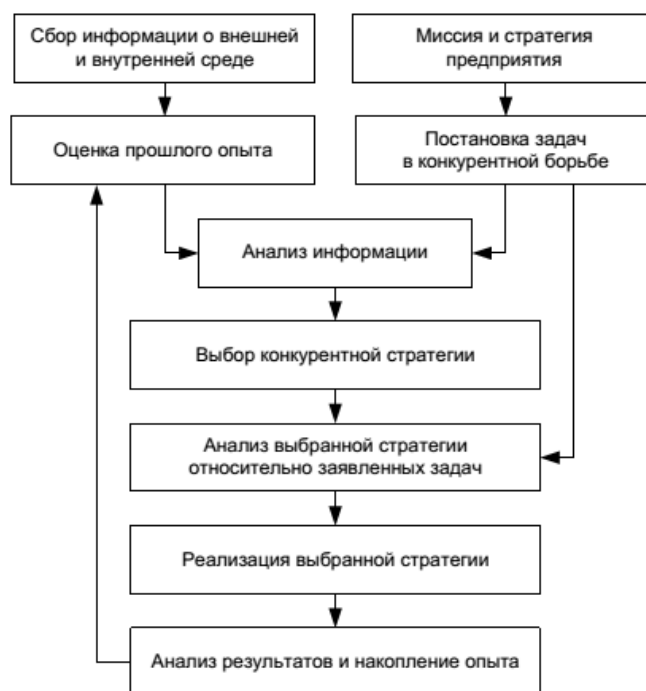 Сбор информации о внешней
и внутренней среде
Миссия и стратегия
предприятия
Оценка прошлого опыта
Постановка задач
в конкурентной борьбе
Анализ информации
Выбор конкурентной стратегии
Анализ выбранной стратегии
относительно заявленных задач
Реализация выбранной стратегии
Анализ результатов и накопление опыта